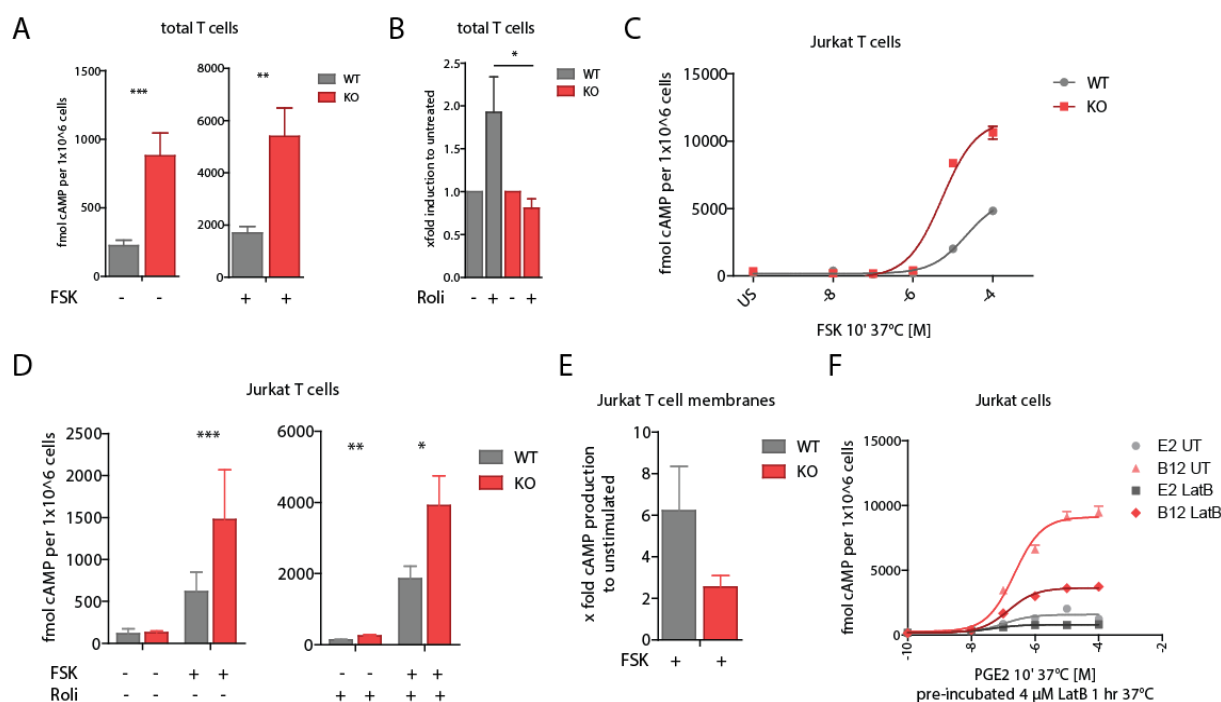 A
total T cells
fmol cAMP per 1x10^6 cells
1500
1000
500
0
***
8000
6000
4000
2000
0
**
WT
KO
FSK
- -
+ +
B
total T cells
xfold induction to untreated
2.5
2.0
1.5
1.0
0.5
0.0
*
WT
KO
Roli
- + - +
C
Jurkat T cells
fmol cAMP per 1x10^6 cells
15000
10000
5000
0
WT
KO
US -8 -6 -4
FSK 10' 37°C [M]
D
Jurkat T cells
fmol cAMP per 1x10^6 cells
2500
2000
1500
1000
500
0
***
6000
4000
2000
0
** *
WT
KO
FSK - - + + - - + +
Roli - - - - + + + +
E
Jurkat T cell membranes
x fold cAMP production
to unstimulated
10
8
6
4
2
0
WT
KO
FSK + +
F
Jurkat cells
fmol cAMP per 1x10^6 cells
15000
10000
5000
0
E2 UT
B12 UT
E2 LatB
B12 LatB
-10 -8 -6 -4 -2
PGE2 10' 37°C [M]
pre-incubated 4 µM LatB 1 hr 37°C